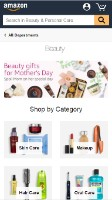 amazon
Search in Beauty & Personal Care
All Departments
Beauty
Beauty gifts
for Mother's Day
Shop by Category
Skin Care
Makeup
Hair Care
Oral Care